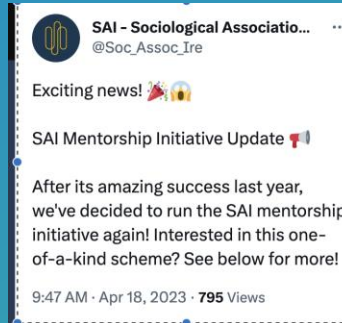 SAI - Sociological Associatio...
@Soc_Assoc_Ire
Exciting news! 🎉😱
SAI Mentorship Initiative Update 📢
After its amazing success last year,
we've decided to run the SAI mentorship
initiative again! Interested in this one-
of-a-kind scheme? See below for more!
9:47 AM · Apr 18, 2023 · 795 Views